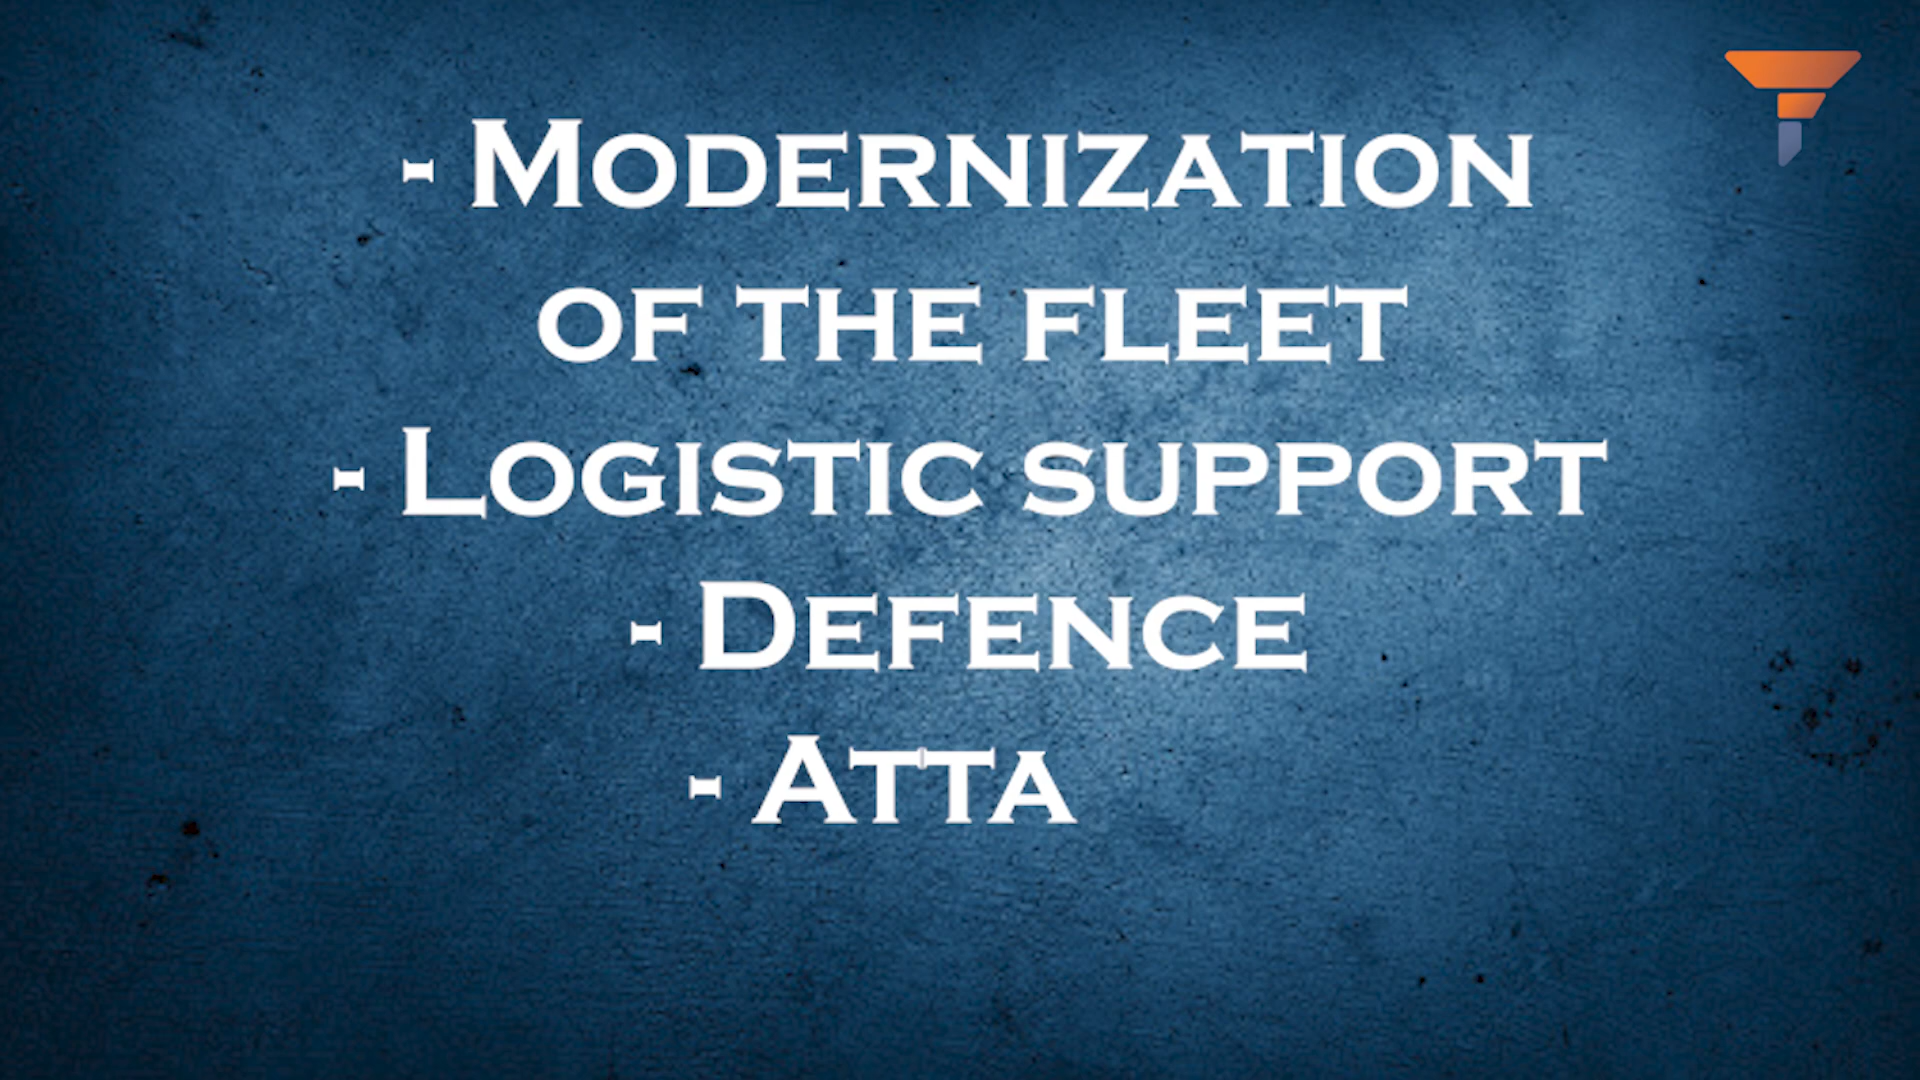 - Modernization
of the fleet
- Logistic support
- Defence
- Atta